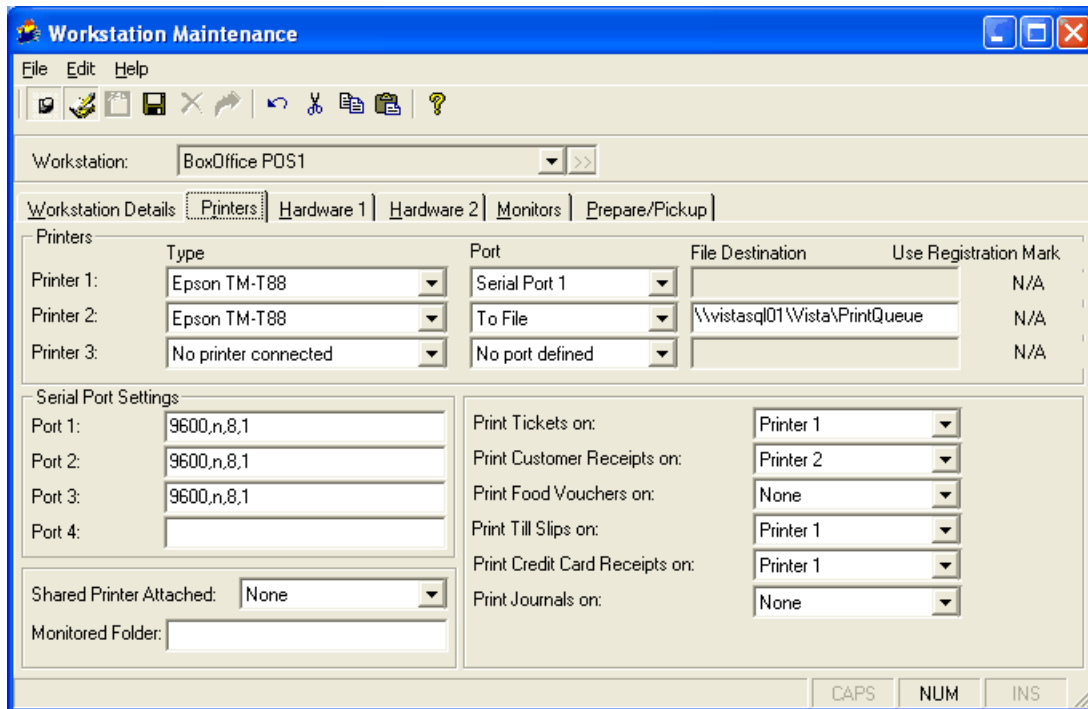 Workstation Maintenance
File Edit Help
Workstation: BoxOffice POS1 >>
Workstation Details Printers Hardware 1 Hardware 2 Monitors Prepare/Pickup
Printers
Type Port File Destination Use Registration Mark
Printer 1: Epson TM-T88 Serial Port 1 N/A
Printer 2: Epson TM-T88 To File \\vistasql01\Vista\PrintQueue N/A
Printer 3: No printer connected No port defined N/A
Serial Port Settings
Port 1: 9600,n,8,1
Port 2: 9600,n,8,1
Port 3: 9600,n,8,1
Port 4:
Shared Printer Attached: None
Monitored Folder:
Print Tickets on: Printer 1
Print Customer Receipts on: Printer 2
Print Food Vouchers on: None
Print Till Slips on: Printer 1
Print Credit Card Receipts on: Printer 1
Print Journals on: None
CAPS NUM INS